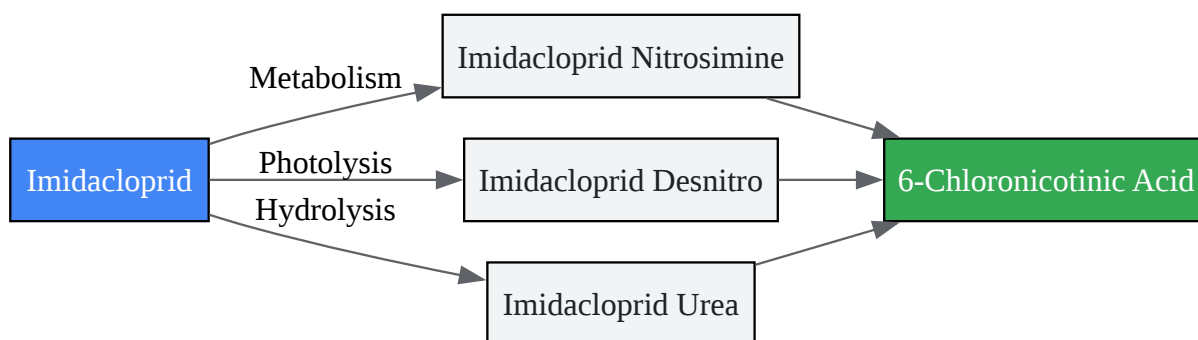 Imidacloprid Nitrosimine
Metabolism
Photolysis
Imidacloprid
Imidacloprid Desnitro
6-Chloronicotinic Acid
Hydrolysis
Imidacloprid Urea